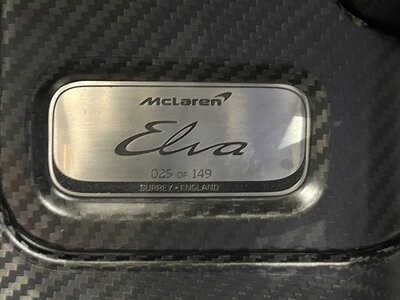 McLaren
Elva
025 OF 149
SURREY • ENGLAND